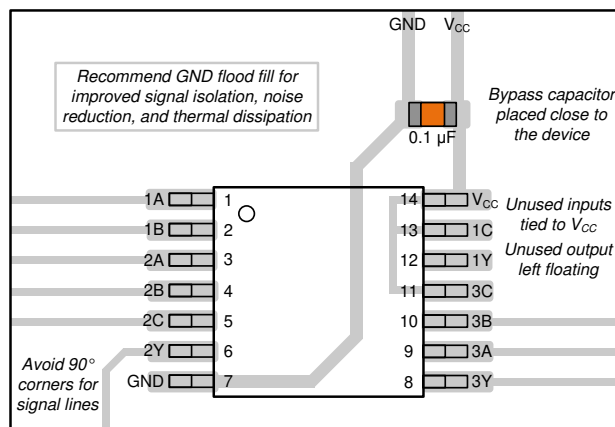 GND VCC
Recommend GND flood fill for
improved signal isolation, noise
reduction, and thermal dissipation
0.1 µF
Bypass capacitor
placed close to
the device
1A 1 14 VCC
1B 2 13 1C
2A 3 12 1Y
2B 4 11 3C
2C 5 10 3B
2Y 6 9 3A
GND 7 8 3Y
Unused inputs
tied to VCC
Unused output
left floating
Avoid 90°
corners for
signal lines